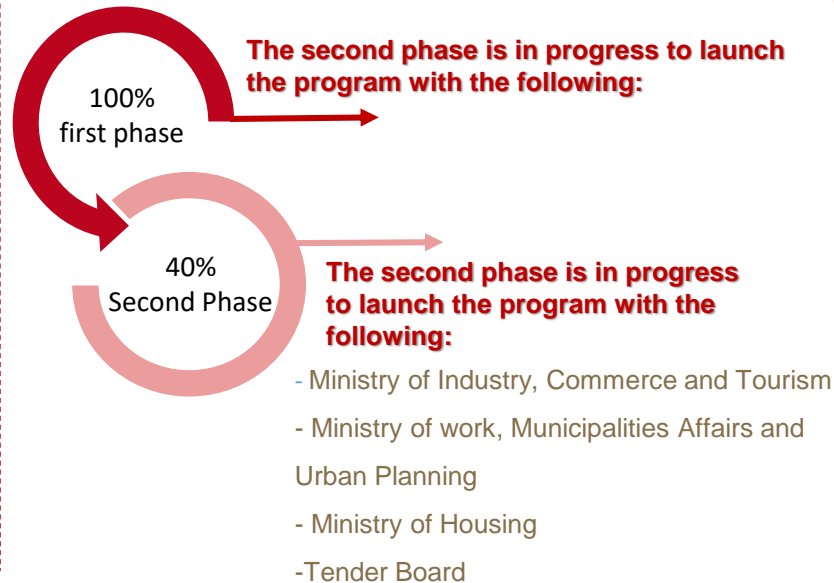 The second phase is in progress to launch
the program with the following:
100%
first phase
40%
Second Phase
The second phase is in progress
to launch the program with the
following:
- Ministry of Industry, Commerce and Tourism
- Ministry of work, Municipalities Affairs and
Urban Planning
- Ministry of Housing
-Tender Board